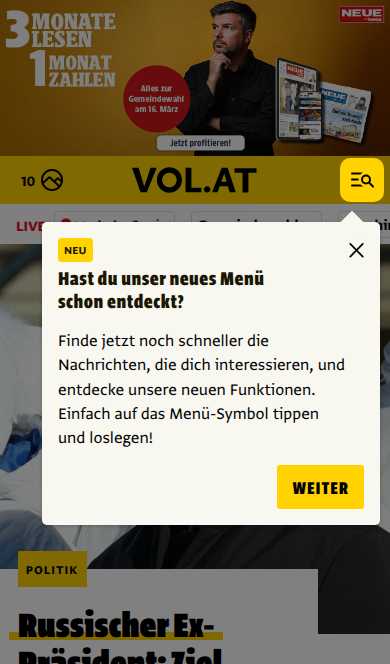 3 MONATE
LESEN
1 MONAT
ZAHLEN
NEUE
Alles zur
Gemeindewahl
am 16. März
Jetzt profitieren!
10
VOL.AT
LIVE
NEU
Hast du unser neues Menü
schon entdeckt?
Finde jetzt noch schneller die
Nachrichten, die dich interessieren, und
entdecke unsere neuen Funktionen.
Einfach auf das Menü-Symbol tippen
und loslegen!
WEITER
POLITIK
Russischer Ex-
Präsident: Ziel